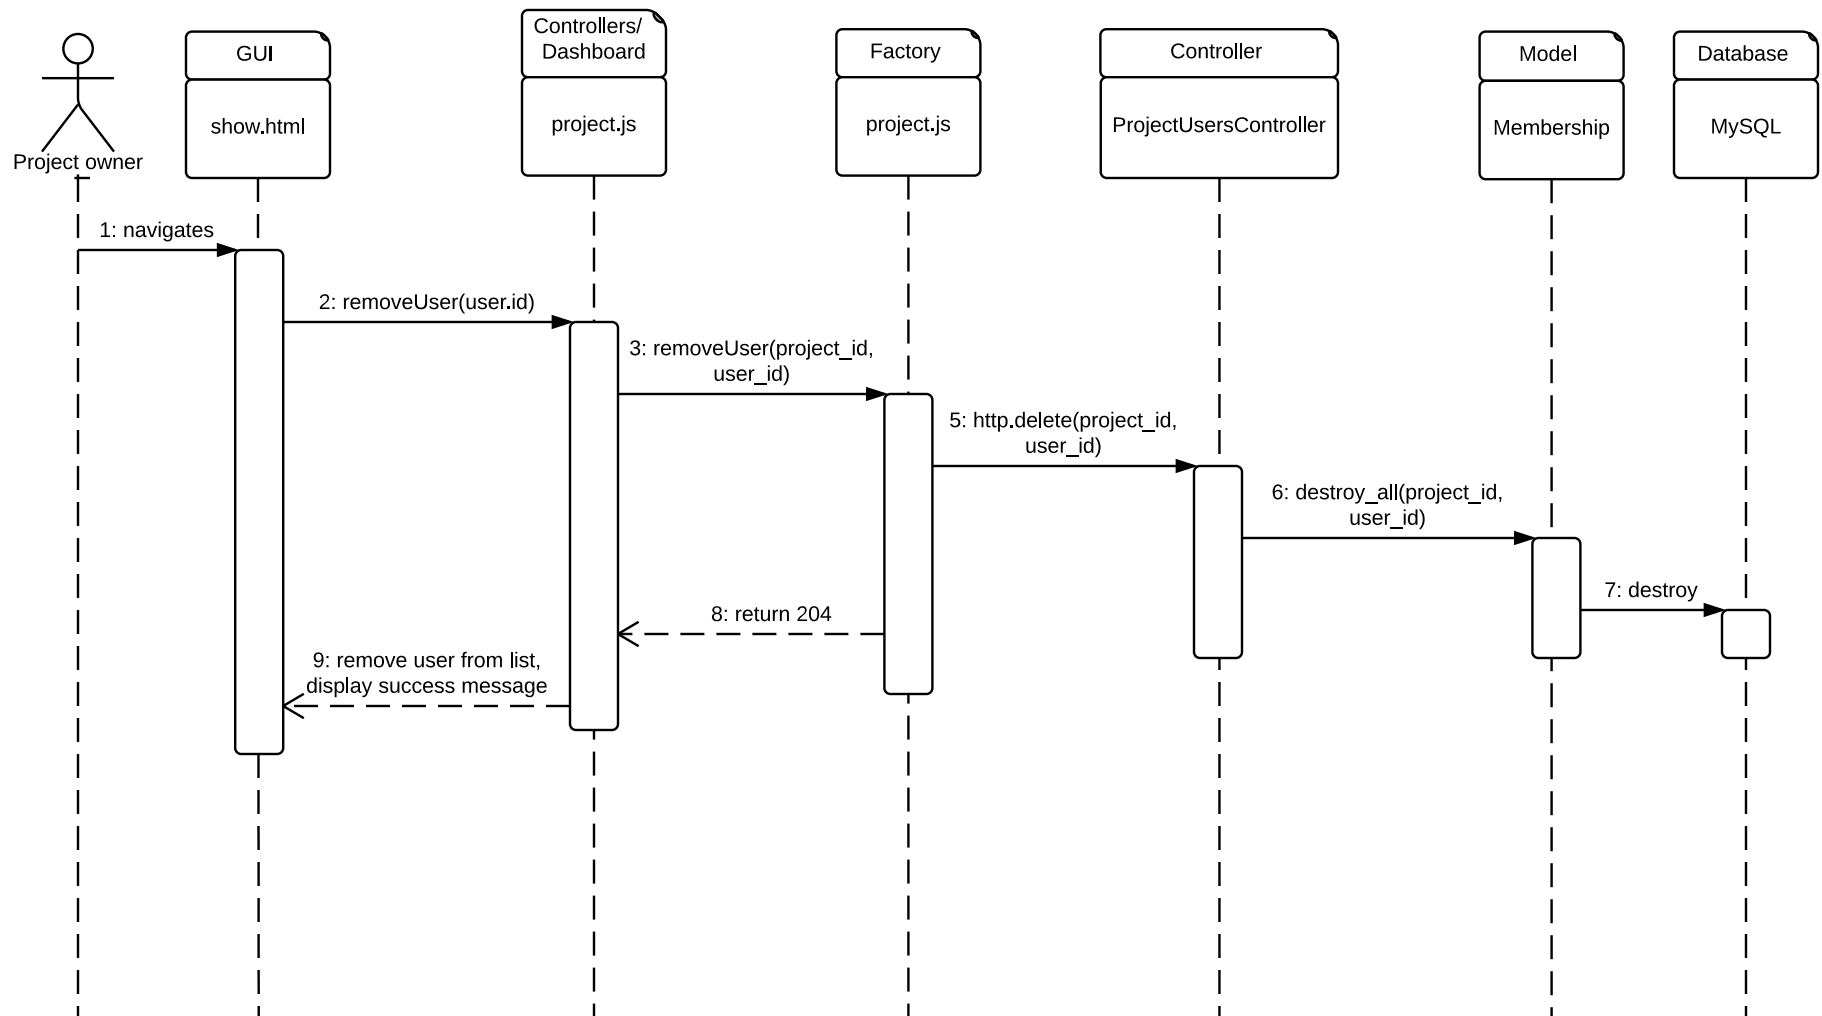 Controllers/
Dashboard
GUI
Factory
Controller
Model
Database
show.html
project.js
project.js
ProjectUsersController
Membership
MySQL
Project owner
1: navigates
2: removeUser(user.id)
3: removeUser(project_id,
user_id)
5: http.delete(project_id,
user_id)
6: destroy_all(project_id,
user_id)
7: destroy
8: return 204
9: remove user from list,
display success message